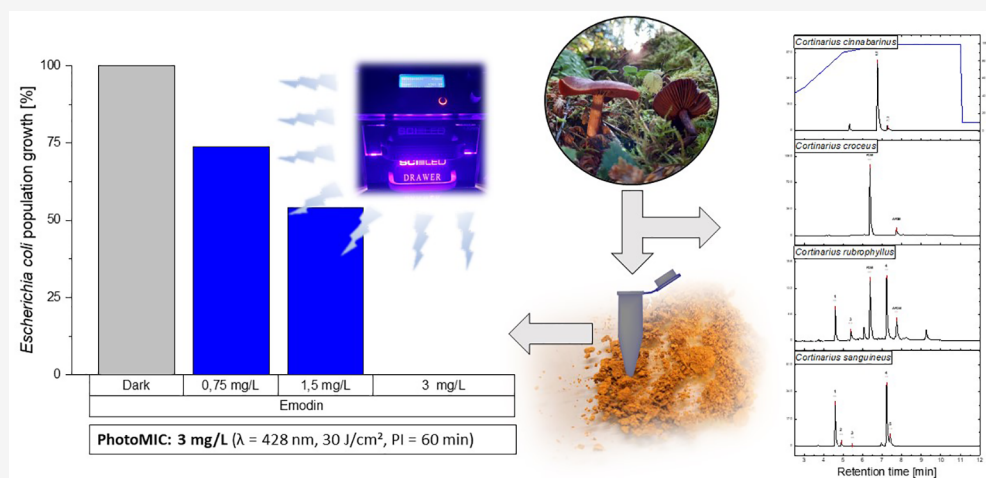 100
75
50
25
0
Escherichia coli population growth [%]
Dark
0,75 mg/L
1,5 mg/L
3 mg/L
Emodin
PhotoMIC: 3 mg/L (λ = 428 nm, 30 J/cm², PI = 60 min)
DRAWER
Cortinarius cinnabarinus
Cortinarius croceus
Cortinarius rubrophyllus
Cortinarius sanguineus
3 4 5 6 7 8 9 10 11 12
Retention time [min]